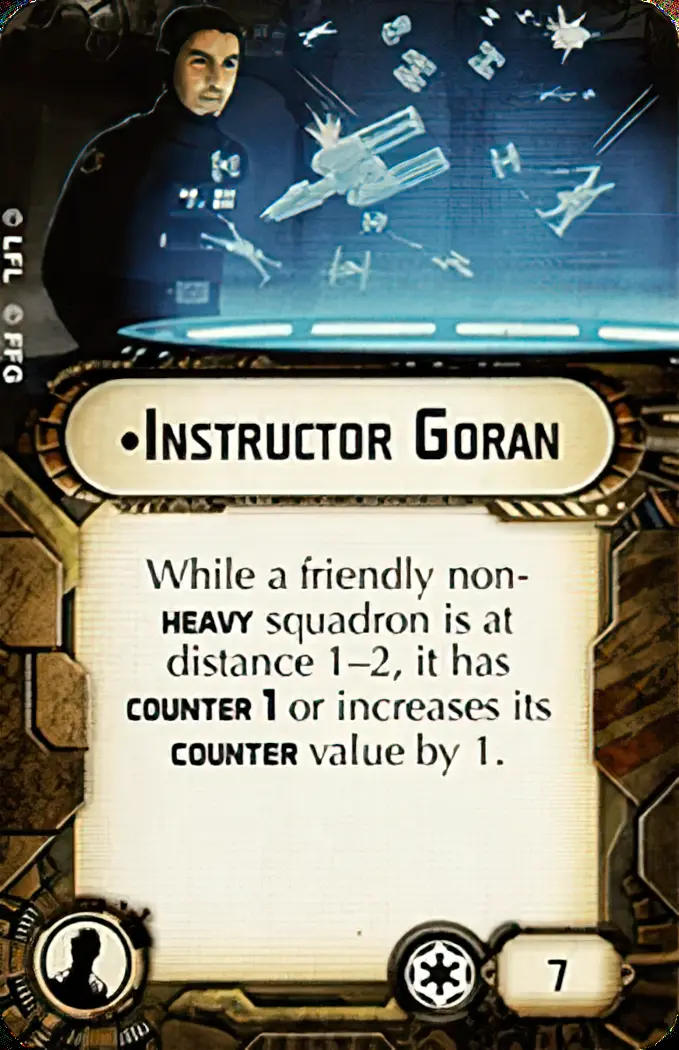 LFL
FFG
•Instructor Goran
While a friendly non-
HEAVY squadron is at
distance 1–2, it has
COUNTER 1 or increases its
COUNTER value by 1.
7